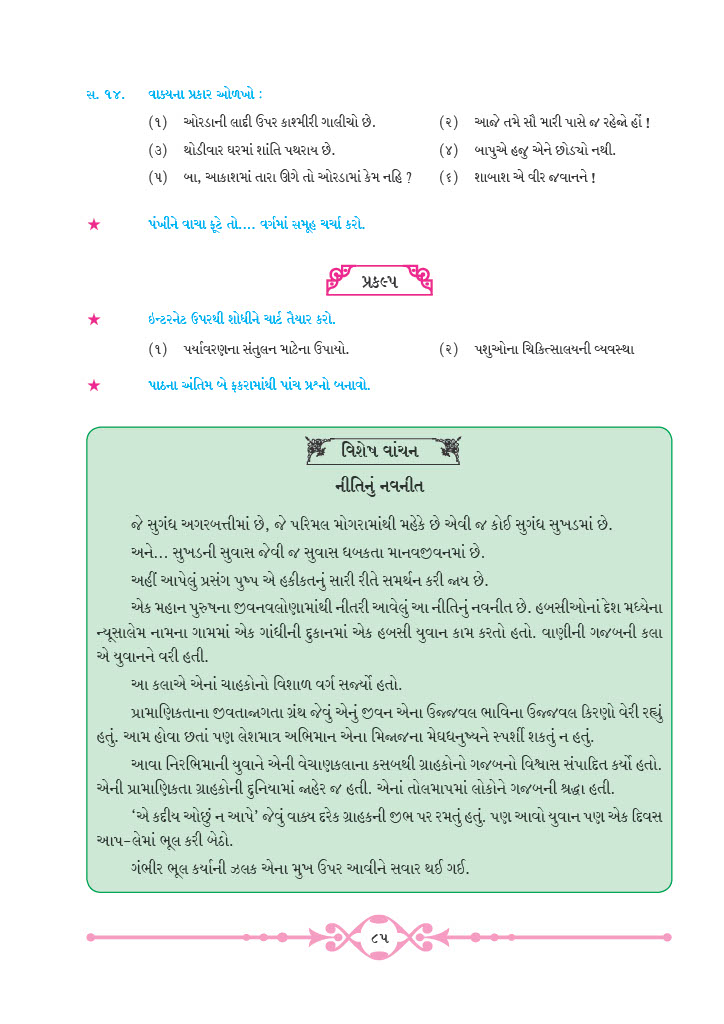 સ. ૧૪. વાક્યના પ્રકાર ઓળખો :
(૧) ઓરડાની લાદી ઉપર કાશ્મીરી ગાલીચો છે. (૨) આજે તમે સૌ મારી પાસે જ રહેજો હોં !
(૩) થોડીવાર ઘરમાં શાંતિ પથરાય છે. (૪) બાપુએ હજુ એને છોડ્યો નથી.
(૫) બા, આકાશમાં તારા ઊગે તો ઓરડામાં કેમ નહિ ? (૬) શાબાશ એ વીર જવાનને !
★ પંખીને વાચા ફૂટે તો.... વર્ગમાં સમૂહ ચર્ચા કરો.
પ્રકલ્પ
★ ઇન્ટરનેટ ઉપરથી શોધીને ચાર્ટ તૈયાર કરો.
(૧) પર્યાવરણના સંતુલન માટેના ઉપાયો. (૨) પશુઓના ચિકિત્સાલયની વ્યવસ્થા
★ પાઠના અંતિમ બે ફકરામાંથી પાંચ પ્રશ્નો બનાવો.
વિશેષ વાંચન
નીતિનું નવનીત
જે સુગંધ અગરબત્તીમાં છે, જે પરિમલ મોગરામાંથી મહેકે છે એવી જ કોઈ સુગંધ સુખડમાં છે.
અને... સુખડની સુવાસ જેવી જ સુવાસ ધબકતા માનવજીવનમાં છે.
અહીં આપેલું પ્રસંગ પુષ્પ એ હકીકતનું સારી રીતે સમર્થન કરી જાય છે.
એક મહાન પુરુષના જીવનવલોણામાંથી નીતરી આવેલું આ નીતિનું નવનીત છે. હબસીઓનાં દેશ મધ્યેના
ન્યૂસાલેમ નામના ગામમાં એક ગાંધીની દુકાનમાં એક હબસી યુવાન કામ કરતો હતો. વાણીની ગજબની કલા
એ યુવાનને વરી હતી.
આ કલાએ એનાં ચાહકોનો વિશાળ વર્ગ સર્જ્યો હતો.
પ્રામાણિકતાના જીવતાજાગતા ગ્રંથ જેવું એનું જીવન એના ઉજ્જવલ ભાવિના ઉજ્જવલ કિરણો વેરી રહ્યું
હતું. આમ હોવા છતાં પણ લેશમાત્ર અભિમાન એના મિજાજના મેઘધનુષ્યને સ્પર્શી શકતું ન હતું.
આવા નિરભિમાની યુવાને એની વેચાણકલાના કસબથી ગ્રાહકોનો ગજબનો વિશ્વાસ સંપાદિત કર્યો હતો.
એની પ્રામાણિકતા ગ્રાહકોની દુનિયામાં જાહેર જ હતી. એનાં તોલમાપમાં લોકોને ગજબની શ્રદ્ધા હતી.
‘એ કદીય ઓછું ન આપે’ જેવું વાક્ય દરેક ગ્રાહકની જીભ પર રમતું હતું. પણ આવો યુવાન પણ એક દિવસ
આપ-લેમાં ભૂલ કરી બેઠો.
ગંભીર ભૂલ કર્યાની ઝલક એના મુખ ઉપર આવીને સવાર થઈ ગઈ.
૮૫